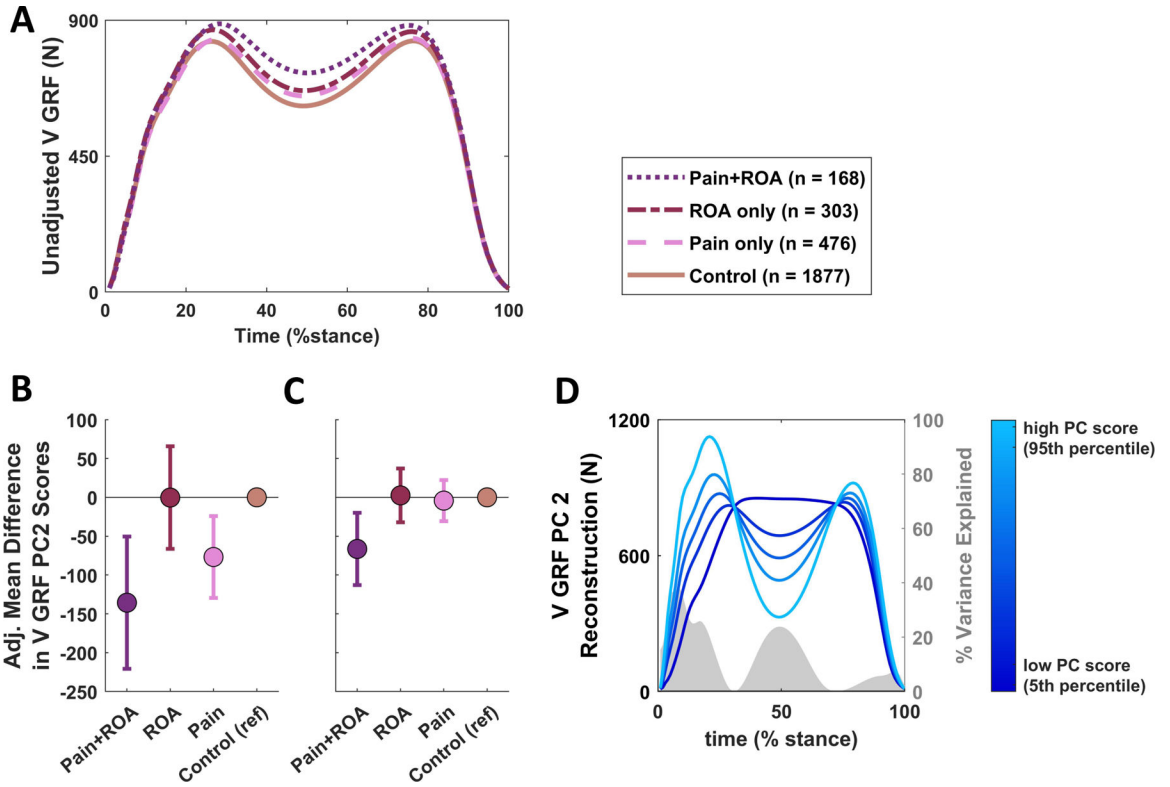 A
Unadjusted V GRF (N)
900
450
0
0
20
40
60
80
100
Time (%stance)
Pain+ROA (n = 168)
ROA only (n = 303)
Pain only (n = 476)
Control (n = 1877)
B
Adj. Mean Difference
in V GRF PC2 Scores
100
50
0
-50
-100
-150
-200
-250
Pain+ROA
ROA
Pain
Control (ref)
C
Pain+ROA
ROA
Pain
Control (ref)
D
V GRF PC 2
Reconstruction (N)
1200
600
0
0
50
100
time (% stance)
100
80
60
40
20
0
% Variance Explained
high PC score
(95th percentile)
low PC score
(5th percentile)